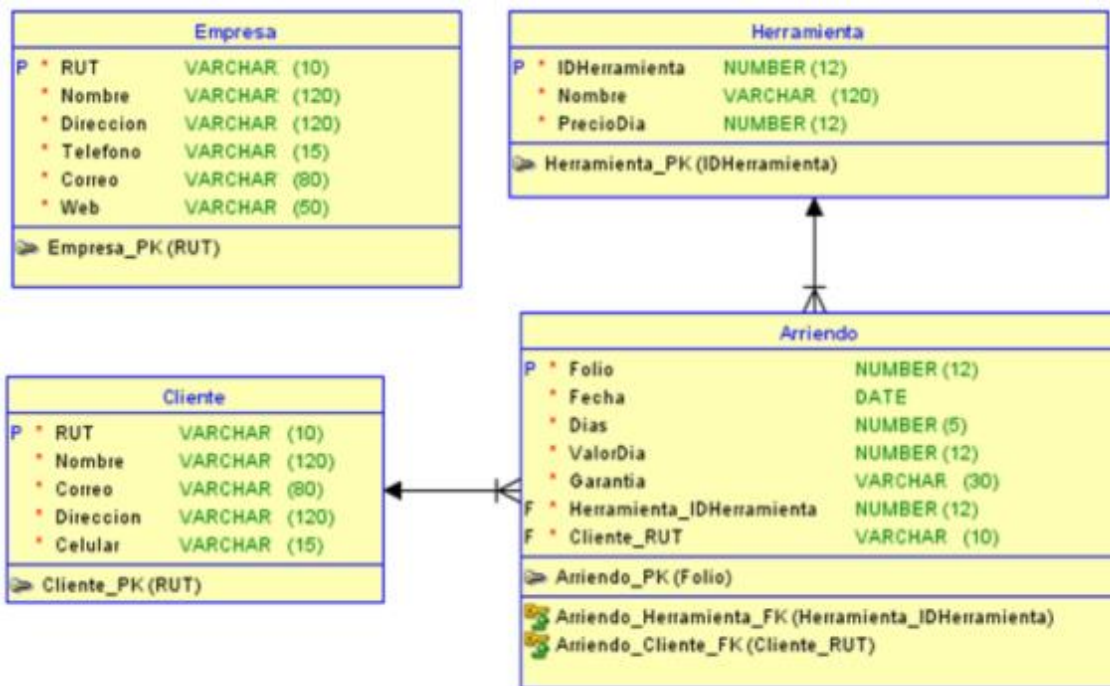 Empresa
P * RUT VARCHAR (10)
* Nombre VARCHAR (120)
* Direccion VARCHAR (120)
* Telefono VARCHAR (15)
* Correo VARCHAR (80)
* Web VARCHAR (50)
Empresa_PK (RUT)
Herramienta
P * IDHerramienta NUMBER (12)
* Nombre VARCHAR (120)
* PrecioDia NUMBER (12)
Herramienta_PK (IDHerramienta)
Cliente
P * RUT VARCHAR (10)
* Nombre VARCHAR (120)
* Correo VARCHAR (80)
* Direccion VARCHAR (120)
* Celular VARCHAR (15)
Cliente_PK (RUT)
Arriendo
P * Folio NUMBER (12)
* Fecha DATE
* Dias NUMBER (5)
* ValorDia NUMBER (12)
* Garantia VARCHAR (30)
F * Herramienta_IDHerramienta NUMBER (12)
F * Cliente_RUT VARCHAR (10)
Arriendo_PK (Folio)
Arriendo_Herramienta_FK (Herramienta_IDHerramienta)
Arriendo_Cliente_FK (Cliente_RUT)